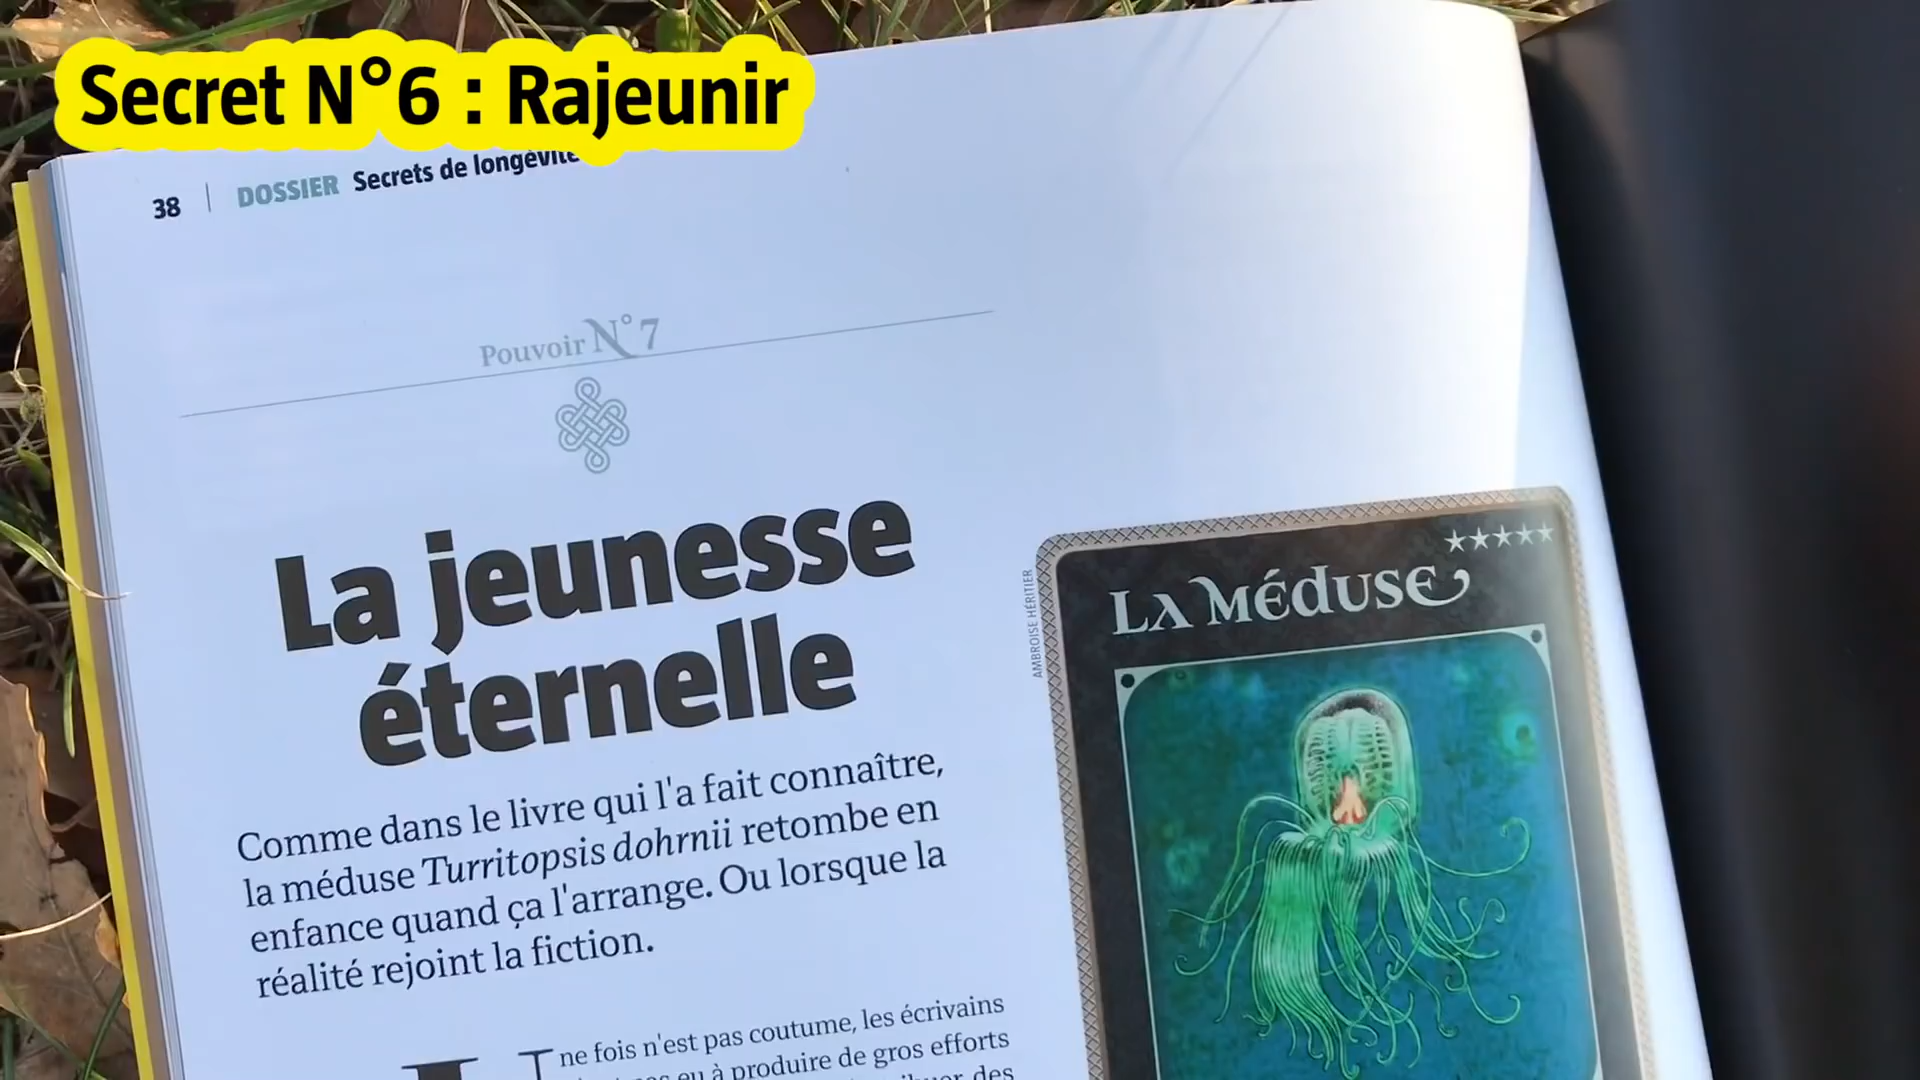 Secret N°6 : Rajeunir
38 | DOSSIER Secrets de longévité
Pouvoir N°7
La jeunesse
éternelle
Comme dans le livre qui l'a fait connaître,
la méduse Turritopsis dohrnii retombe en
enfance quand ça l'arrange. Ou lorsque la
réalité rejoint la fiction.
ne fois n'est pas coutume, les écrivains
eu à produire de gros efforts
des
AMBROISE HÉRITIER
LA MÉDUSE